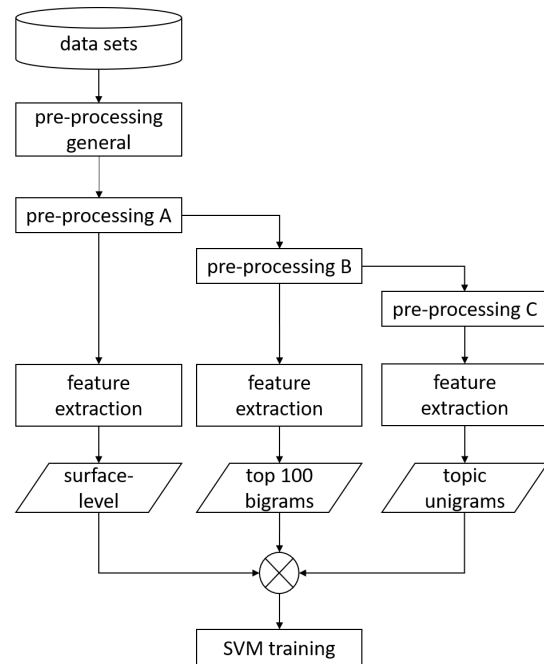 data sets
pre-processing
general
pre-processing A
pre-processing B
pre-processing C
feature
extraction
feature
extraction
feature
extraction
surface-
level
top 100
bigrams
topic
unigrams
SVM training